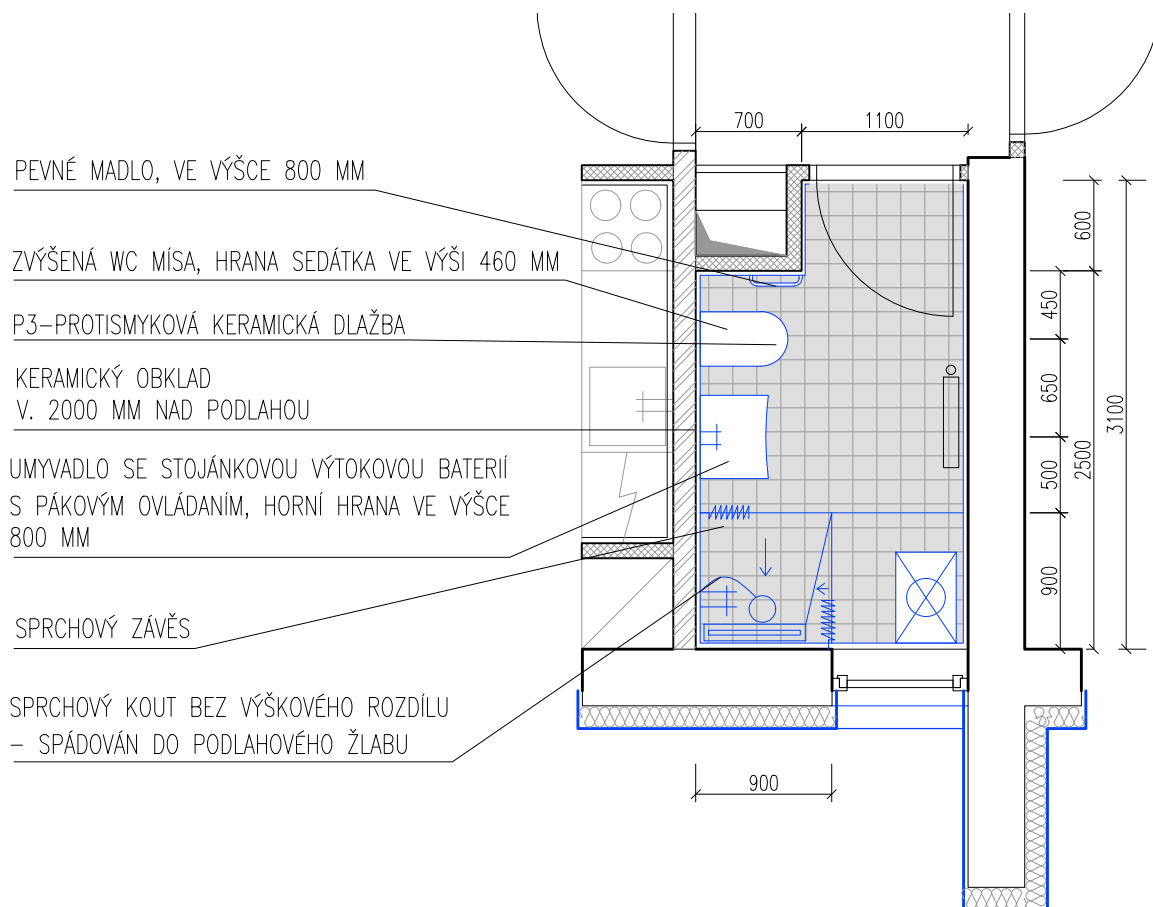 700
1100
PEVNÉ MADLO, VE VÝŠCE 800 MM
600
ZVÝŠENÁ WC MÍSA, HRANA SEDÁTKA VE VÝŠI 460 MM
450
P3-PROTISMYKOVÁ KERAMICKÁ DLAŽBA
KERAMICKÝ OBKLAD
V. 2000 MM NAD PODLAHOU
650
3100
2500
UMYVADLO SE STOJÁNKOVOU VÝTOKOVOU BATERIÍ
S PÁKOVÝM OVLÁDANÍM, HORNÍ HRANA VE VÝŠCE
800 MM
500
900
SPRCHOVÝ ZÁVĚS
SPRCHOVÝ KOUT BEZ VÝŠKOVÉHO ROZDÍLU
– SPÁDOVÁN DO PODLAHOVÉHO ŽLABU
900